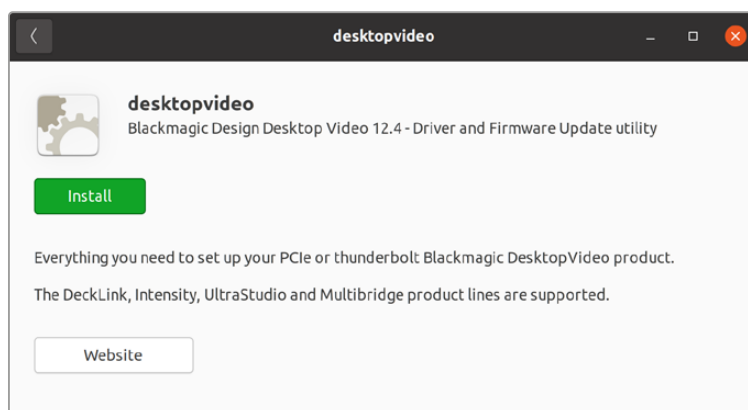 desktopvideo
desktopvideo
Blackmagic Design Desktop Video 12.4 - Driver and Firmware Update utility
Install
Everything you need to set up your PCIe or thunderbolt Blackmagic DesktopVideo product.
The DeckLink, Intensity, UltraStudio and Multibridge product lines are supported.
Website